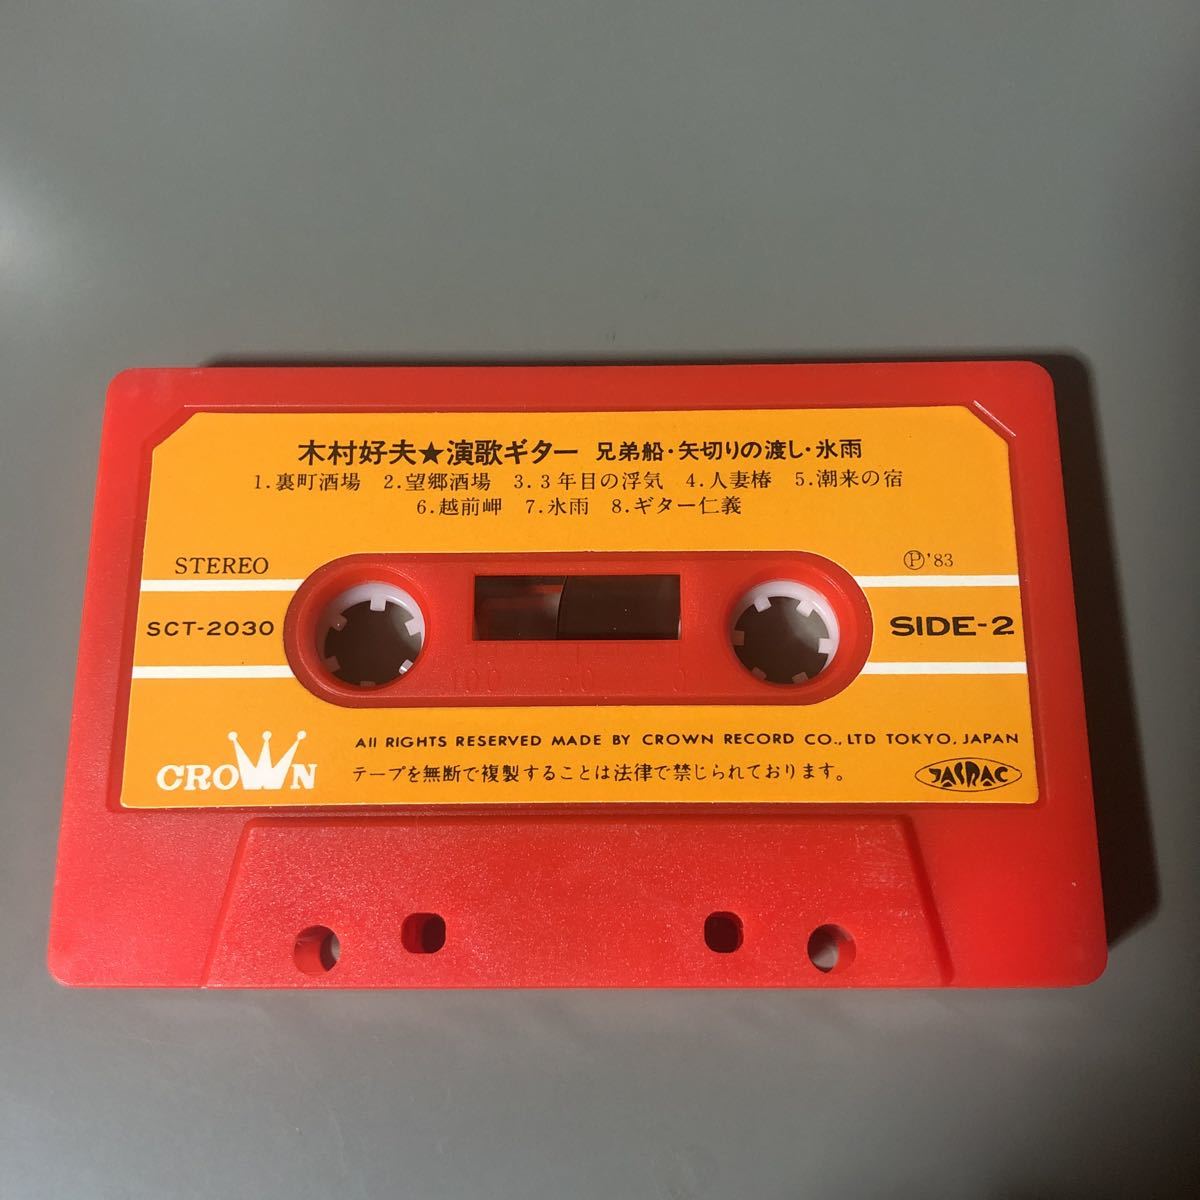 木村好夫★演歌ギター 兄弟船・矢切りの渡し・氷雨
1.裏町酒場 2.望郷酒場 3.3年目の浮気 4.人妻椿 5.潮来の宿
6.越前岬 7.氷雨 8.ギター仁義
STEREO
Ⓟ'83
SCT-2030
SIDE-2
100 50 0
All RIGHTS RESERVED MADE BY CROWN RECORD CO., LTD TOKYO, JAPAN
CROWN
テープを無断で複製することは法律で禁じられております。
JASRAC